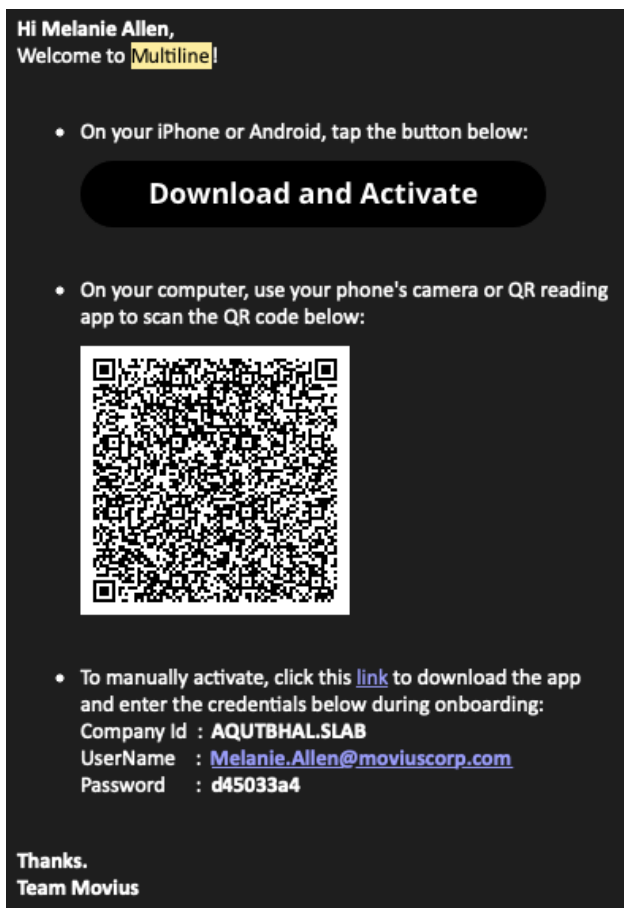 Hi Melanie Allen,
Welcome to Multiline!
• On your iPhone or Android, tap the button below:
Download and Activate
• On your computer, use your phone's camera or QR reading
app to scan the QR code below:
• To manually activate, click this link to download the app
and enter the credentials below during onboarding:
Company Id : AQUTBHAL.SLAB
UserName : Melanie.Allen@moviuscorp.com
Password : d45033a4
Thanks.
Team Movius